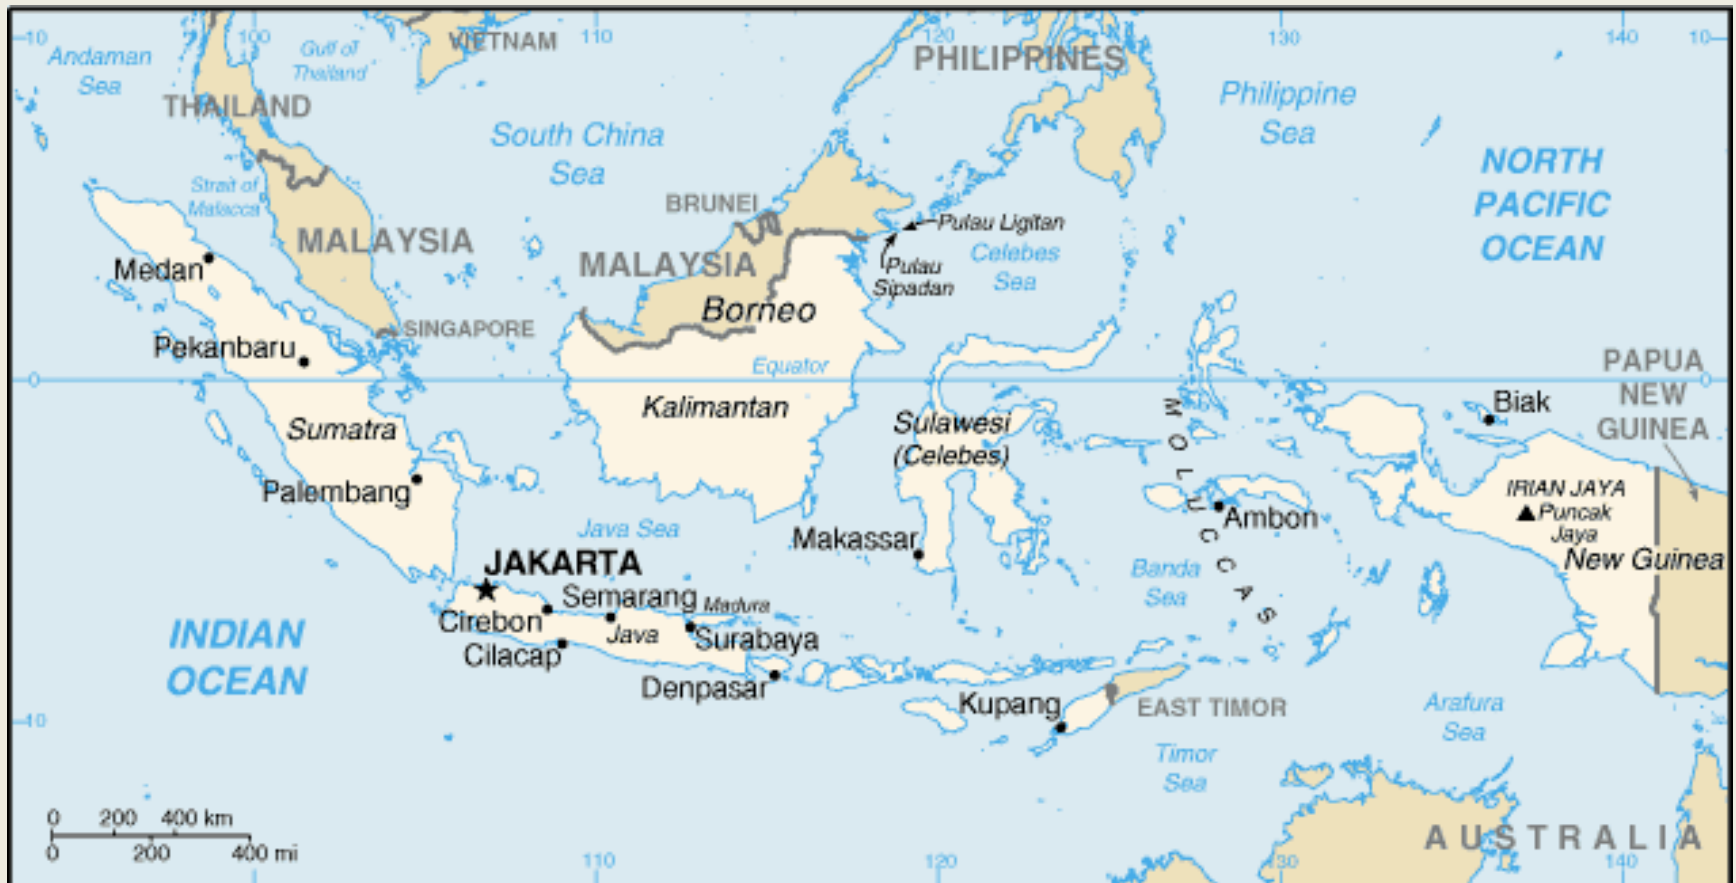 10
100
110
120
130
140
10
Andaman
Sea
Gulf of
Thailand
VIETNAM
PHILIPPINES
Philippine
Sea
THAILAND
South China
Sea
NORTH
PACIFIC
OCEAN
Strait of
Malacca
BRUNEI
Pulau Ligitan
MALAYSIA
MALAYSIA
Celebes
Sea
Pulau
Sipadan
Medan
Borneo
SINGAPORE
Pekanbaru
Equator
PAPUA
NEW
GUINEA
0
0
Kalimantan
Biak
Sumatra
Sulawesi
(Celebes)
MOLUCCAS
Palembang
IRIAN JAYA
Puncak
Jaya
Ambon
Java Sea
Makassar
New Guinea
JAKARTA
Banda
Sea
Semarang
Madura
Cirebon
Java
Surabaya
INDIAN
OCEAN
Cilacap
Denpasar
Kupang
EAST TIMOR
Arafura
Sea
10
Timor
Sea
0 200 400 km
0 200 400 mi
AUSTRALIA
110
120
130
140